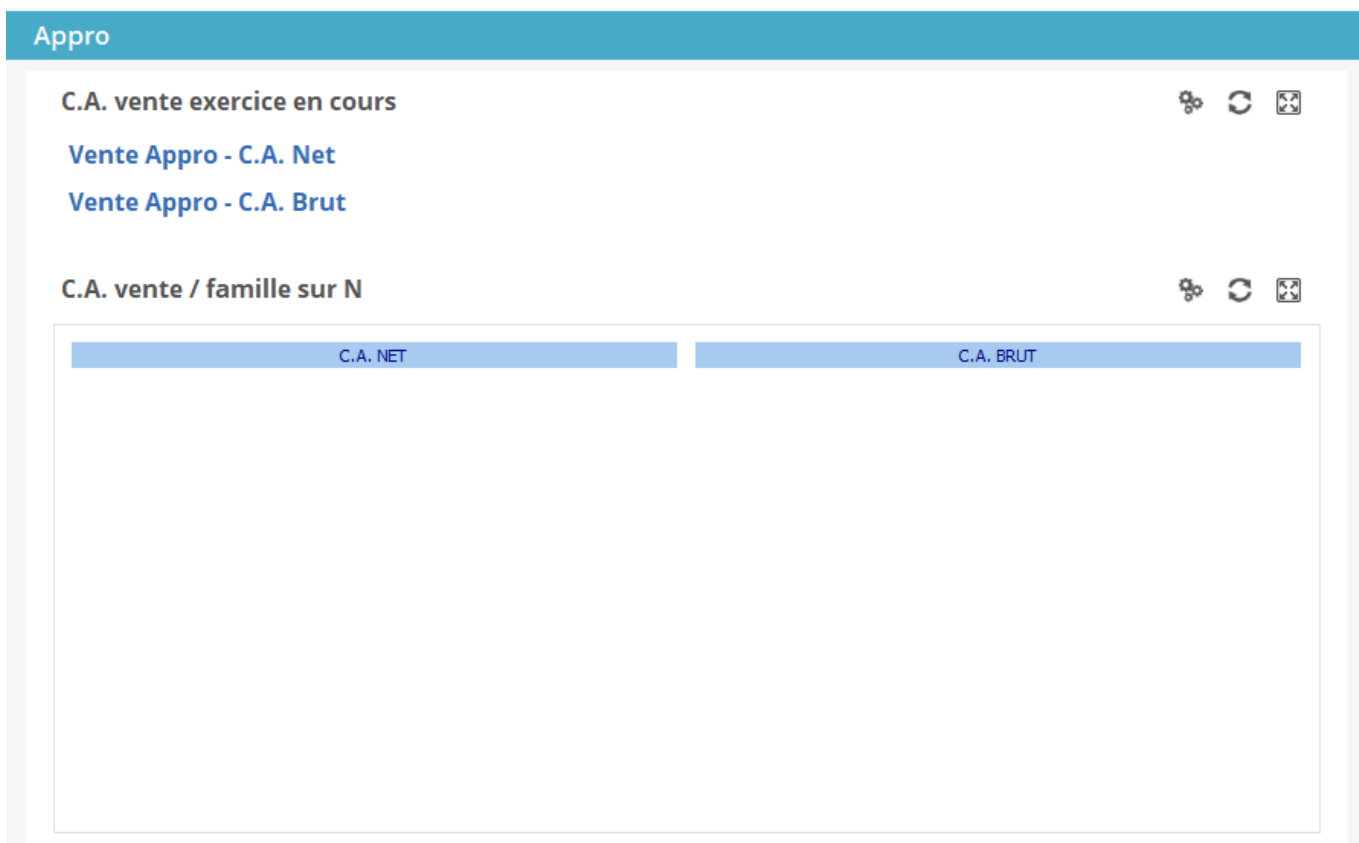 Appro
C.A. vente exercice en cours
Vente Appro - C.A. Net
Vente Appro - C.A. Brut
C.A. vente / famille sur N
C.A. NET
C.A. BRUT